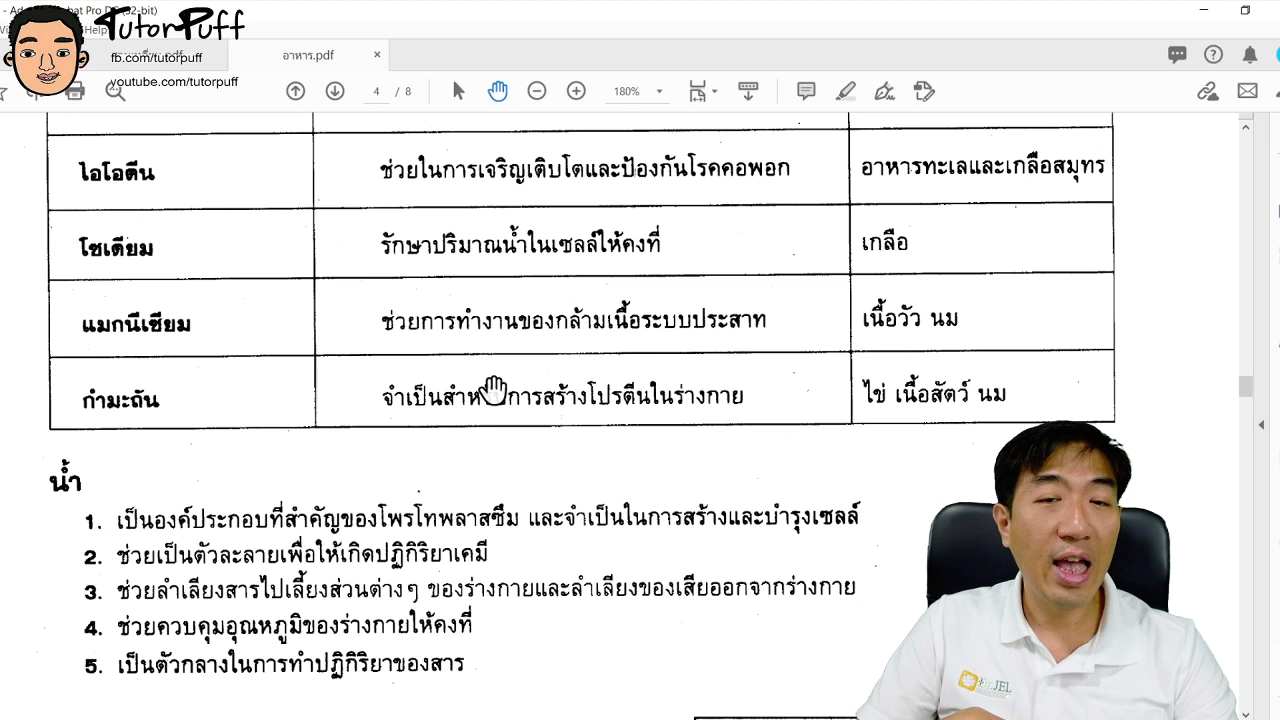 - Ad at Pro D (32-bit)
TutorPuff
Help
fb.com/tutorpuff
อาหาร.pdf
youtube.com/tutorpuff
4 / 8
180%
ไอโอดีน ช่วยในการเจริญเติบโตและป้องกันโรคคอพอก อาหารทะเลและเกลือสมุทร
โซเดียม รักษาปริมาณน้ำในเซลล์ให้คงที่ เกลือ
แมกนีเซียม ช่วยการทำงานของกล้ามเนื้อระบบประสาท เนื้อวัว นม
กำมะถัน จำเป็นสำห การสร้างโปรตีนในร่างกาย ไข่ เนื้อสัตว์ นม
น้ำ
1. เป็นองค์ประกอบที่สำคัญของโพรโทพลาสซึม และจำเป็นในการสร้างและบำรุงเซลล์
2. ช่วยเป็นตัวละลายเพื่อให้เกิดปฏิกิริยาเคมี
3. ช่วยลำเลียงสารไปเลี้ยงส่วนต่างๆ ของร่างกายและลำเลียงของเสียออกจากร่างกาย
4. ช่วยควบคุมอุณหภูมิของร่างกายให้คงที่
5. เป็นตัวกลางในการทำปฏิกิริยาของสาร
JEL